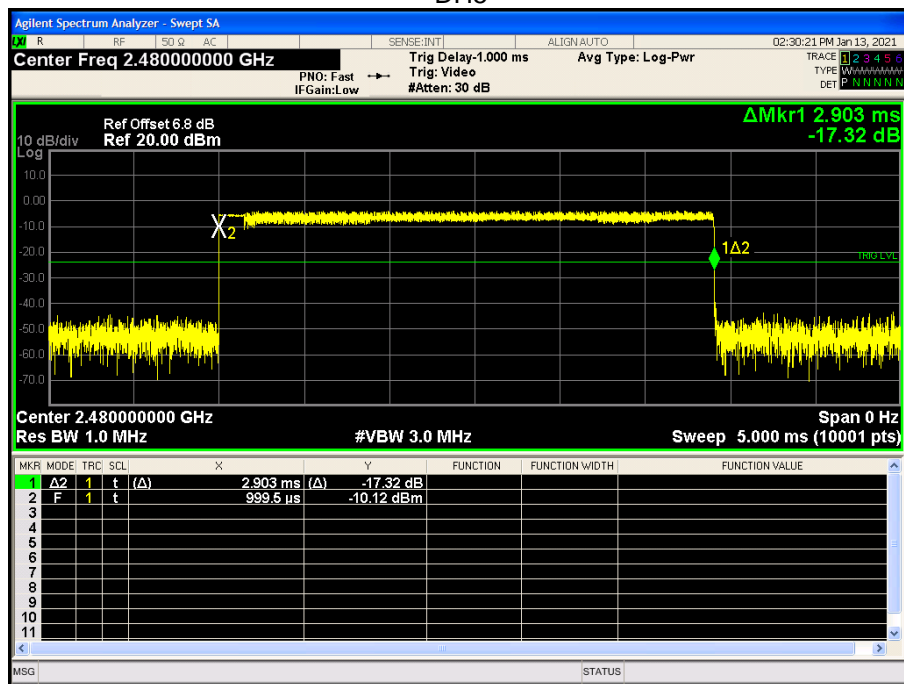 Agilent Spectrum Analyzer - Swept SA
LXI R RF 50 Ω AC SENSE:INT ALIGN AUTO 02:30:21 PM Jan 13, 2021
Center Freq 2.480000000 GHz Trig Delay-1.000 ms Avg Type: Log-Pwr TRACE 1 2 3 4 5 6
PNO: Fast Trig: Video TYPE WWWWWW
IFGain:Low #Atten: 30 dB DET P N N N N N
ΔMkr1 2.903 ms
-17.32 dB
Ref Offset 6.8 dB
10 dB/div Ref 20.00 dBm
Log
10.0
0.00
-10.0
-20.0
-30.0
-40.0
-50.0
-60.0
-70.0
2
1Δ2
TRIG LVL
Center 2.480000000 GHz Span 0 Hz
Res BW 1.0 MHz #VBW 3.0 MHz Sweep 5.000 ms (10001 pts)
MKR MODE TRC SCL X Y FUNCTION FUNCTION WIDTH FUNCTION VALUE
1 Δ2 1 t (Δ) 2.903 ms (Δ) -17.32 dB
2 F 1 t 999.5 µs -10.12 dBm
3
4
5
6
7
8
9
10
11
MSG STATUS